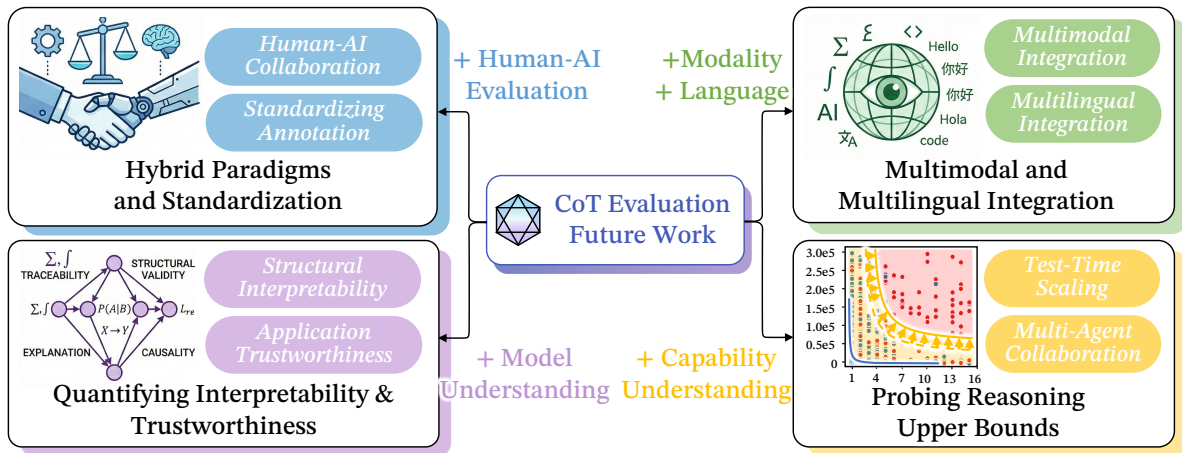 Human-AI
Collaboration
Standardizing
Annotation
Hybrid Paradigms
and Standardization
+ Human-AI
Evaluation
+Modality
+ Language
Σ
ع
<>
Hello
∫
你好
AI
你好
Hola
文A
code
Multimodal
Integration
Multilingual
Integration
Multimodal and
Multilingual Integration
CoT Evaluation
Future Work
Σ, ∫
TRACEABILITY
STRUCTURAL
VALIDITY
Σ, ∫
P(A|B)
L_re
X→Y
EXPLANATION
CAUSALITY
Structural
Interpretability
Application
Trustworthiness
Quantifying Interpretability &
Trustworthiness
+ Model
Understanding
+ Capability
Understanding
3.0e5
2.5e5
2.0e5
1.5e5
1.0e5
0.5e5
0
1 4 7 10 13 16
Test-Time
Scaling
Multi-Agent
Collaboration
Probing Reasoning
Upper Bounds